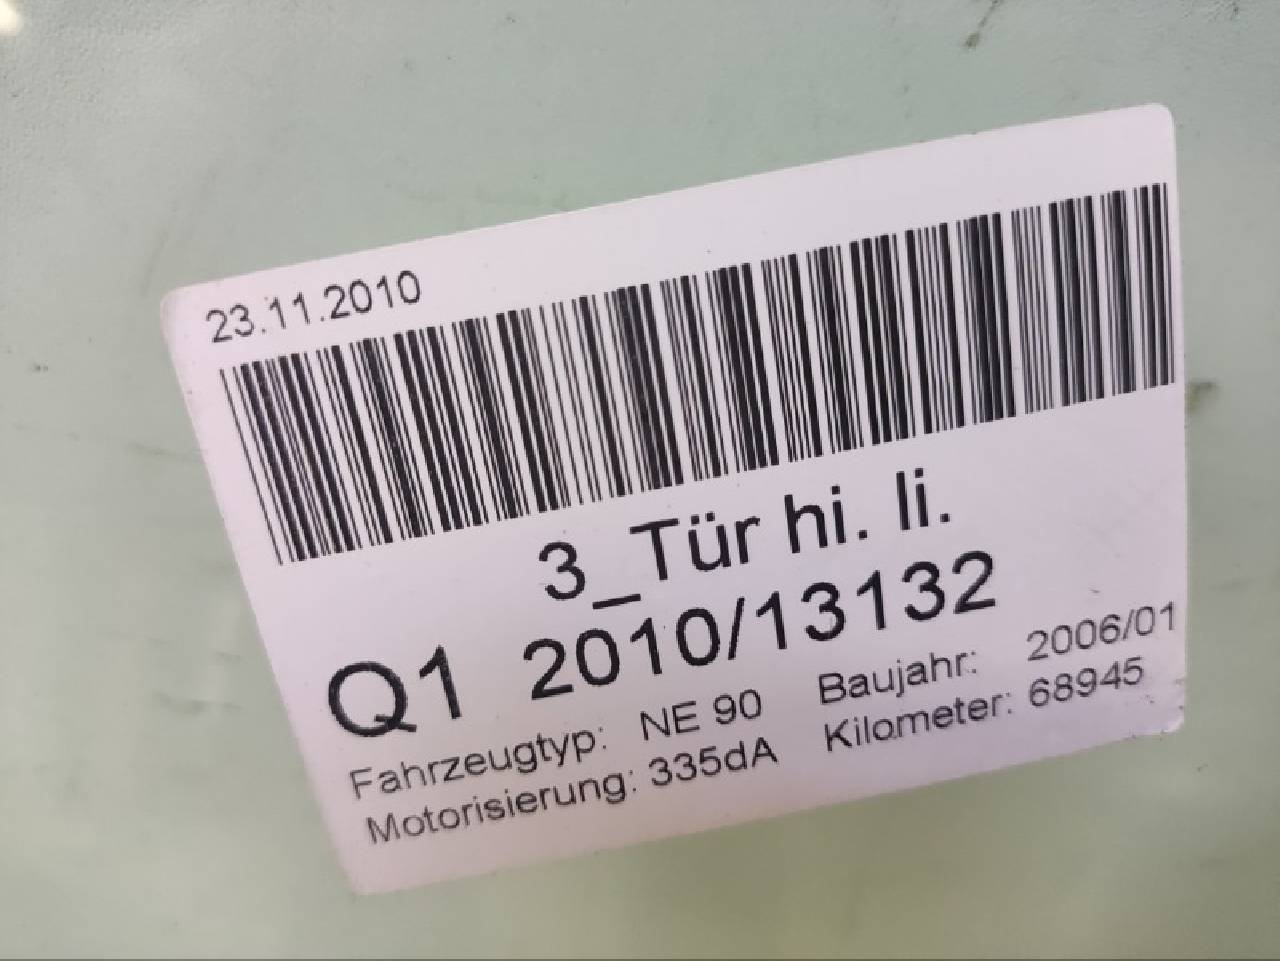 23.11.2010
3_Tür hi. li.
Q1 2010/13132
Fahrzeugtyp: NE 90 Baujahr: 2006/01
Motorisierung: 335dA Kilometer: 68945